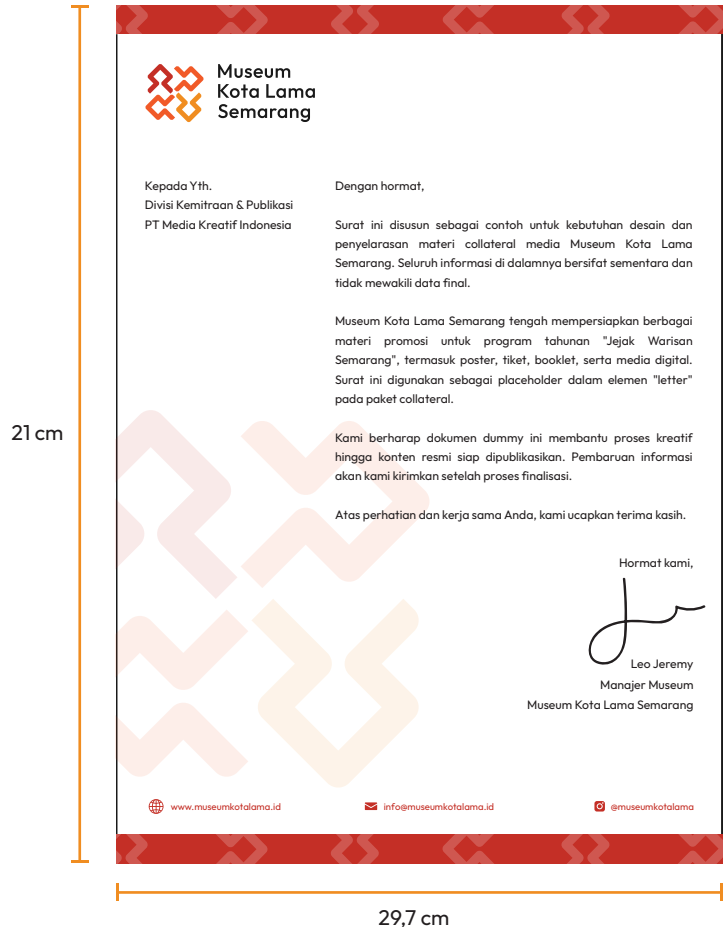 Museum
Kota Lama
Semarang
Kepada Yth.
Divisi Kemitraan & Publikasi
PT Media Kreatif Indonesia
Dengan hormat,
Surat ini disusun sebagai contoh untuk kebutuhan desain dan
penyelarasan materi collateral media Museum Kota Lama
Semarang. Seluruh informasi di dalamnya bersifat sementara dan
tidak mewakili data final.
Museum Kota Lama Semarang tengah mempersiapkan berbagai
materi promosi untuk program tahunan "Jejak Warisan
Semarang", termasuk poster, tiket, booklet, serta media digital.
Surat ini digunakan sebagai placeholder dalam elemen "letter"
pada paket collateral.
Kami berharap dokumen dummy ini membantu proses kreatif
hingga konten resmi siap dipublikasikan. Pembaruan informasi
akan kami kirimkan setelah proses finalisasi.
Atas perhatian dan kerja sama Anda, kami ucapkan terima kasih.
Hormat kami,
Leo Jeremy
Manajer Museum
Museum Kota Lama Semarang
www.museumkotalama.id
info@museumkotalama.id
@museumkotalama
21 cm
29,7 cm